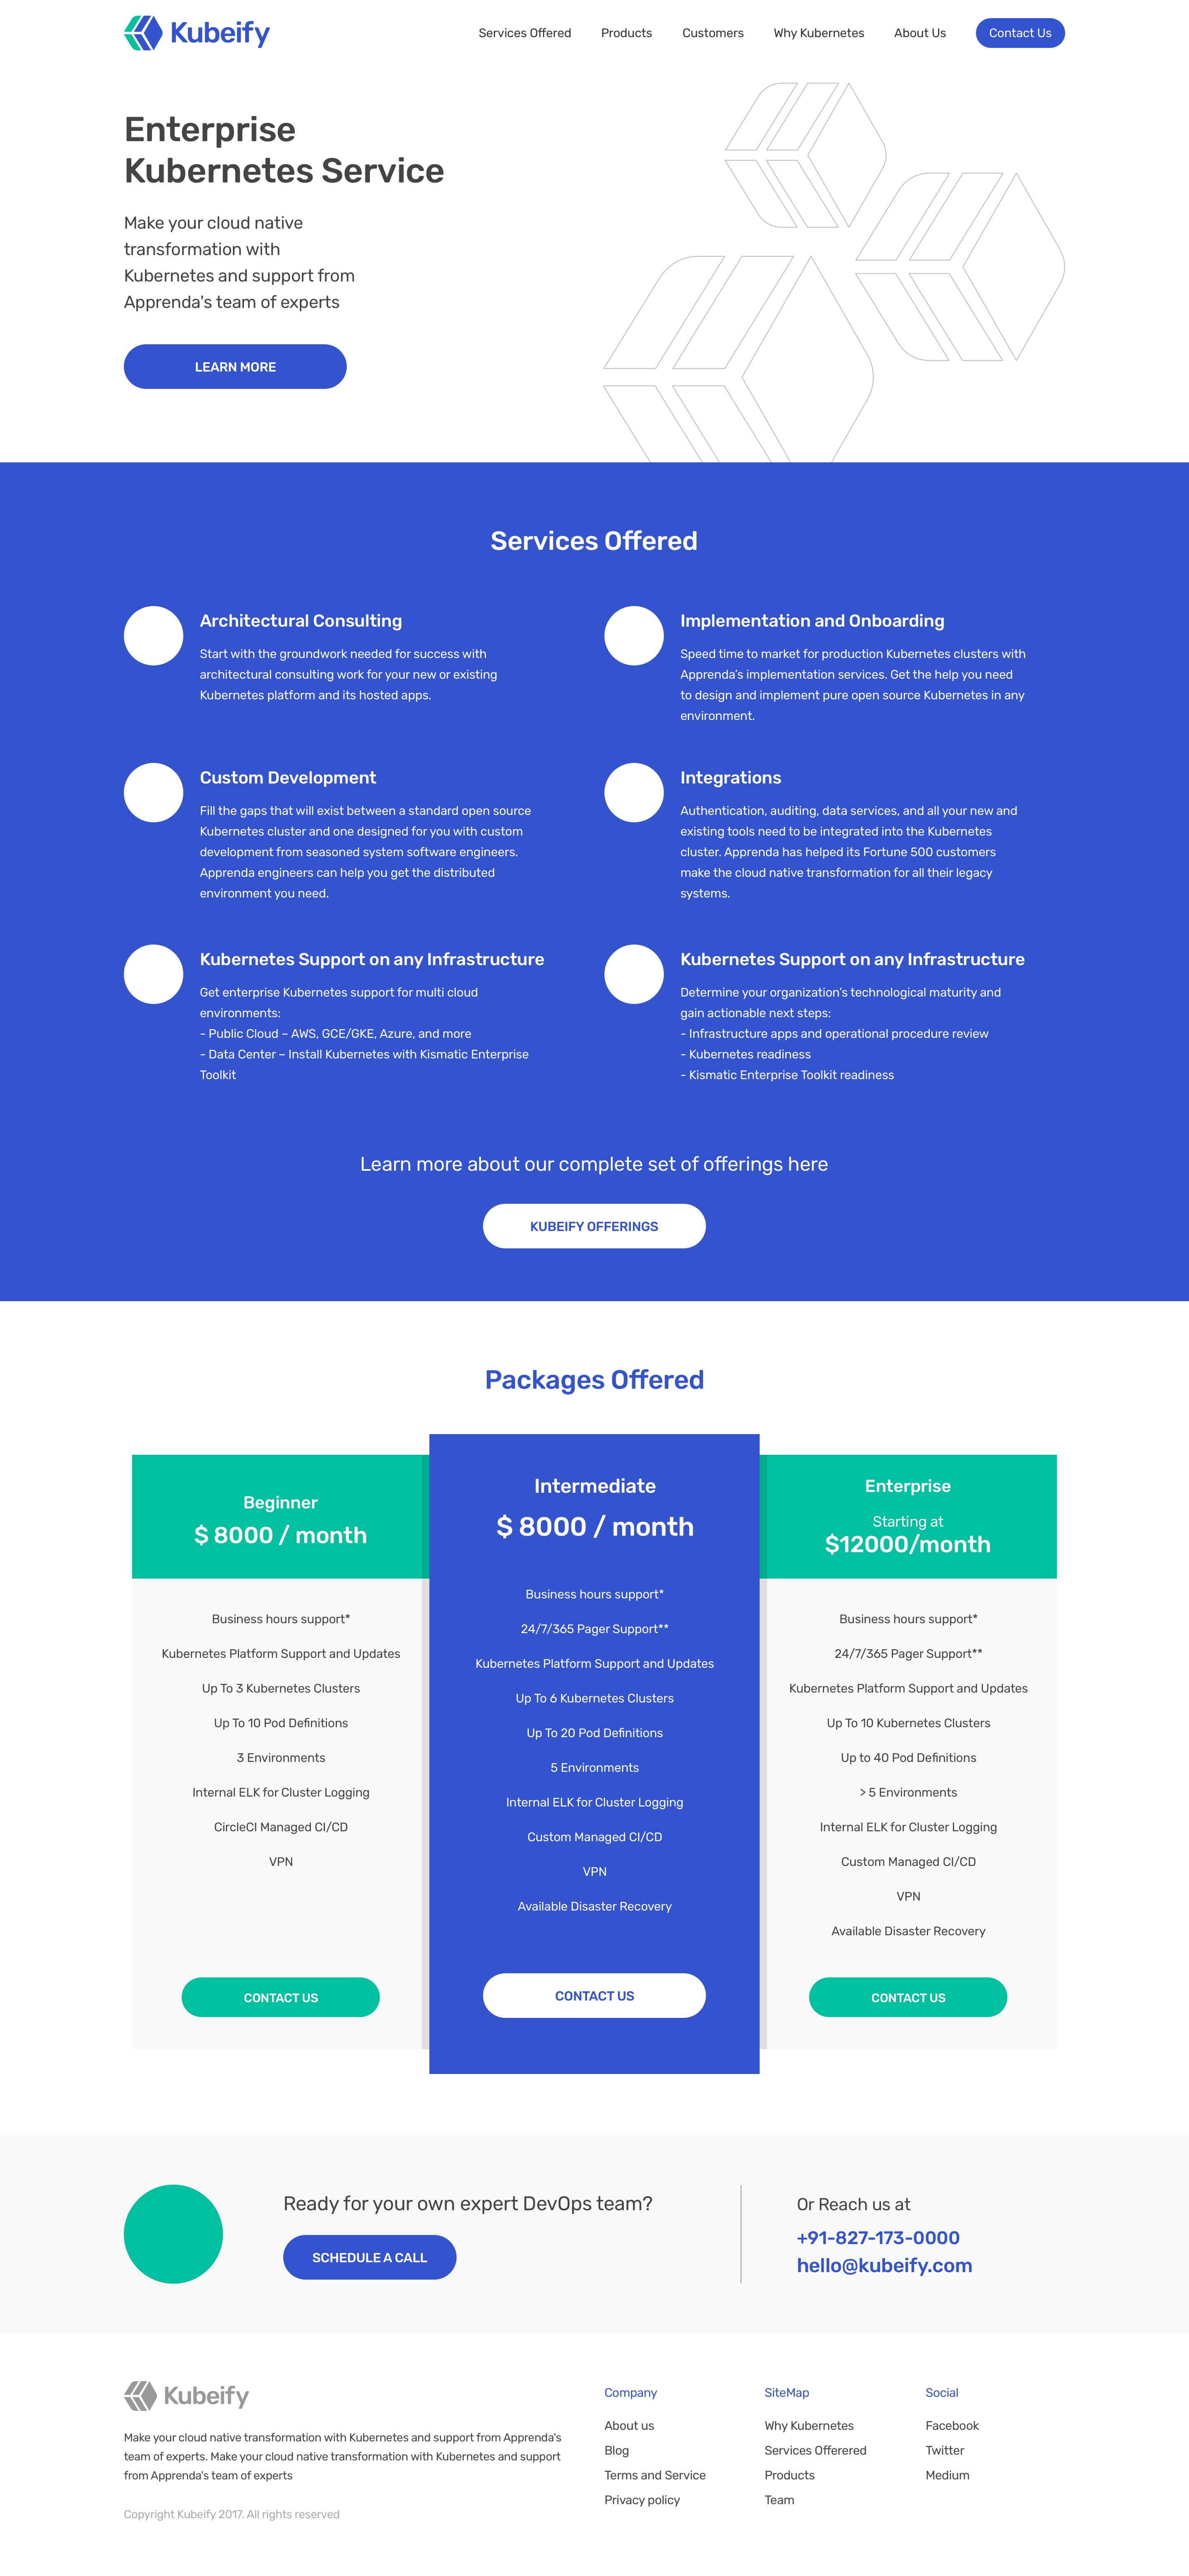 Kubeify
Services Offered
Products
Customers
Why Kubernetes
About Us
Contact Us
Enterprise
Kubernetes Service
Make your cloud native
transformation with
Kubernetes and support from
Apprenda's team of experts
LEARN MORE
Services Offered
Architectural Consulting
Start with the groundwork needed for success with
architectural consulting work for your new or existing
Kubernetes platform and its hosted apps.
Implementation and Onboarding
Speed time to market for production Kubernetes clusters with
Apprenda's implementation services. Get the help you need
to design and implement pure open source Kubernetes in any
environment.
Custom Development
Fill the gaps that will exist between a standard open source
Kubernetes cluster and one designed for you with custom
development from seasoned system software engineers.
Apprenda engineers can help you get the distributed
environment you need.
Integrations
Authentication, auditing, data services, and all your new and
existing tools need to be integrated into the Kubernetes
cluster. Apprenda has helped its Fortune 500 customers
make the cloud native transformation for all their legacy
systems.
Kubernetes Support on any Infrastructure
Get enterprise Kubernetes support for multi cloud
environments:
- Public Cloud – AWS, GCE/GKE, Azure, and more
- Data Center – Install Kubernetes with Kismatic Enterprise
Toolkit
Kubernetes Support on any Infrastructure
Determine your organization's technological maturity and
gain actionable next steps:
- Infrastructure apps and operational procedure review
- Kubernetes readiness
- Kismatic Enterprise Toolkit readiness
Learn more about our complete set of offerings here
KUBEIFY OFFERINGS
Packages Offered
Beginner
$ 8000 / month
Business hours support*
Kubernetes Platform Support and Updates
Up To 3 Kubernetes Clusters
Up To 10 Pod Definitions
3 Environments
Internal ELK for Cluster Logging
CircleCI Managed CI/CD
VPN
CONTACT US
Intermediate
$ 8000 / month
Business hours support*
24/7/365 Pager Support**
Kubernetes Platform Support and Updates
Up To 6 Kubernetes Clusters
Up To 20 Pod Definitions
5 Environments
Internal ELK for Cluster Logging
Custom Managed CI/CD
VPN
Available Disaster Recovery
CONTACT US
Enterprise
Starting at
$12000/month
Business hours support*
24/7/365 Pager Support**
Kubernetes Platform Support and Updates
Up To 10 Kubernetes Clusters
Up to 40 Pod Definitions
> 5 Environments
Internal ELK for Cluster Logging
Custom Managed CI/CD
VPN
Available Disaster Recovery
CONTACT US
Ready for your own expert DevOps team?
SCHEDULE A CALL
Or Reach us at
+91-827-173-0000
hello@kubeify.com
Kubeify
Make your cloud native transformation with Kubernetes and support from Apprenda's
team of experts. Make your cloud native transformation with Kubernetes and support
from Apprenda's team of experts
Copyright Kubeify 2017. All rights reserved
Company
About us
Blog
Terms and Service
Privacy policy
SiteMap
Why Kubernetes
Services Offerered
Products
Team
Social
Facebook
Twitter
Medium